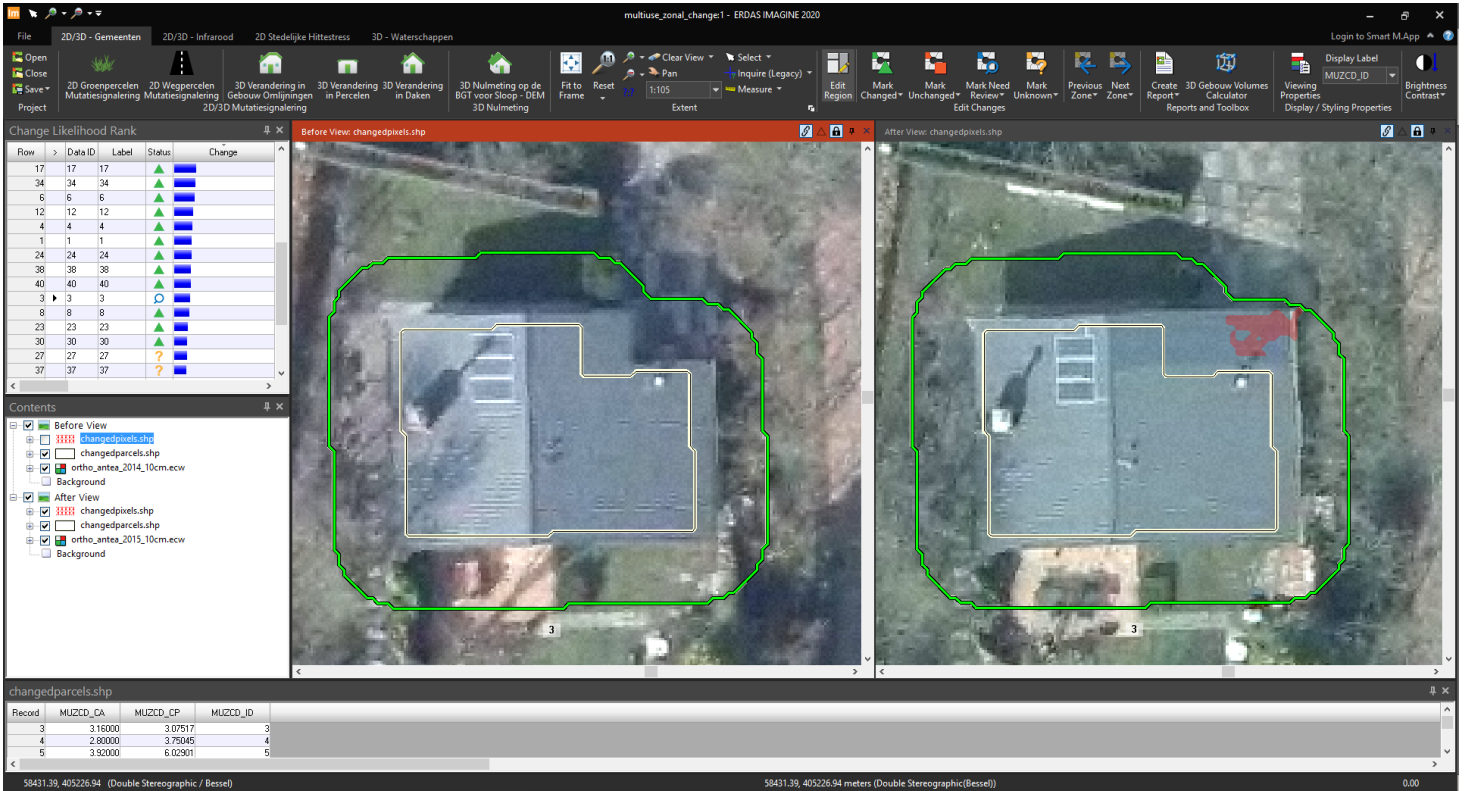 multiuse_zonal_change:1 - ERDAS IMAGINE 2020
File 2D/3D - Gemeenten 2D/3D - Infrarood 2D Stedelijke Hittestress 3D - Waterschappen Login to Smart M.App
Open
Close
Save
Project
2D Groenpercelen Mutatiesignalering
2D Wegpercelen Mutatiesignalering
3D Verandering in Gebouw Omlijningen
3D Verandering in Percelen
3D Verandering in Daken
2D/3D Mutatiesignalering
3D Nulmeting op de BGT voor Sloop - DEM
3D Nulmeting
Fit to Frame
Reset
Clear View
Pan
1:105
Select
Inquire (Legacy)
Measure
Extent
Edit Region
Mark Changed
Mark Unchanged
Mark Need Review
Mark Unknown
Previous Zone
Next Zone
Edit Changes
Create Report
3D Gebouw Volumes Calculator
Reports and Toolbox
Viewing Properties
Display Label
MUZCD_ID
Display / Styling Properties
Brightness Contrast
Change Likelihood Rank
Row > Data ID Label Status Change
17 17 17
34 34 34
6 6 6
12 12 12
4 4 4
1 1 1
24 24 24
38 38 38
40 40 40
3 3 3
8 8 8
23 23 23
30 30 30
27 27 27 ?
37 37 37 ?
Contents
Before View
changedpixels.shp
changedparcels.shp
ortho_antea_2014_10cm.ecw
Background
After View
changedpixels.shp
changedparcels.shp
ortho_antea_2015_10cm.ecw
Background
Before View: changedpixels.shp
3
After View: changedpixels.shp
3
changedparcels.shp
Record MUZCD_CA MUZCD_CP MUZCD_ID
3 3.16000 3.07517 3
4 2.80000 3.75045 4
5 3.92000 6.02901 5
58431.39, 405226.94 (Double Stereographic / Bessel) 58431.39, 405226.94 meters (Double Stereographic(Bessel)) 0.00